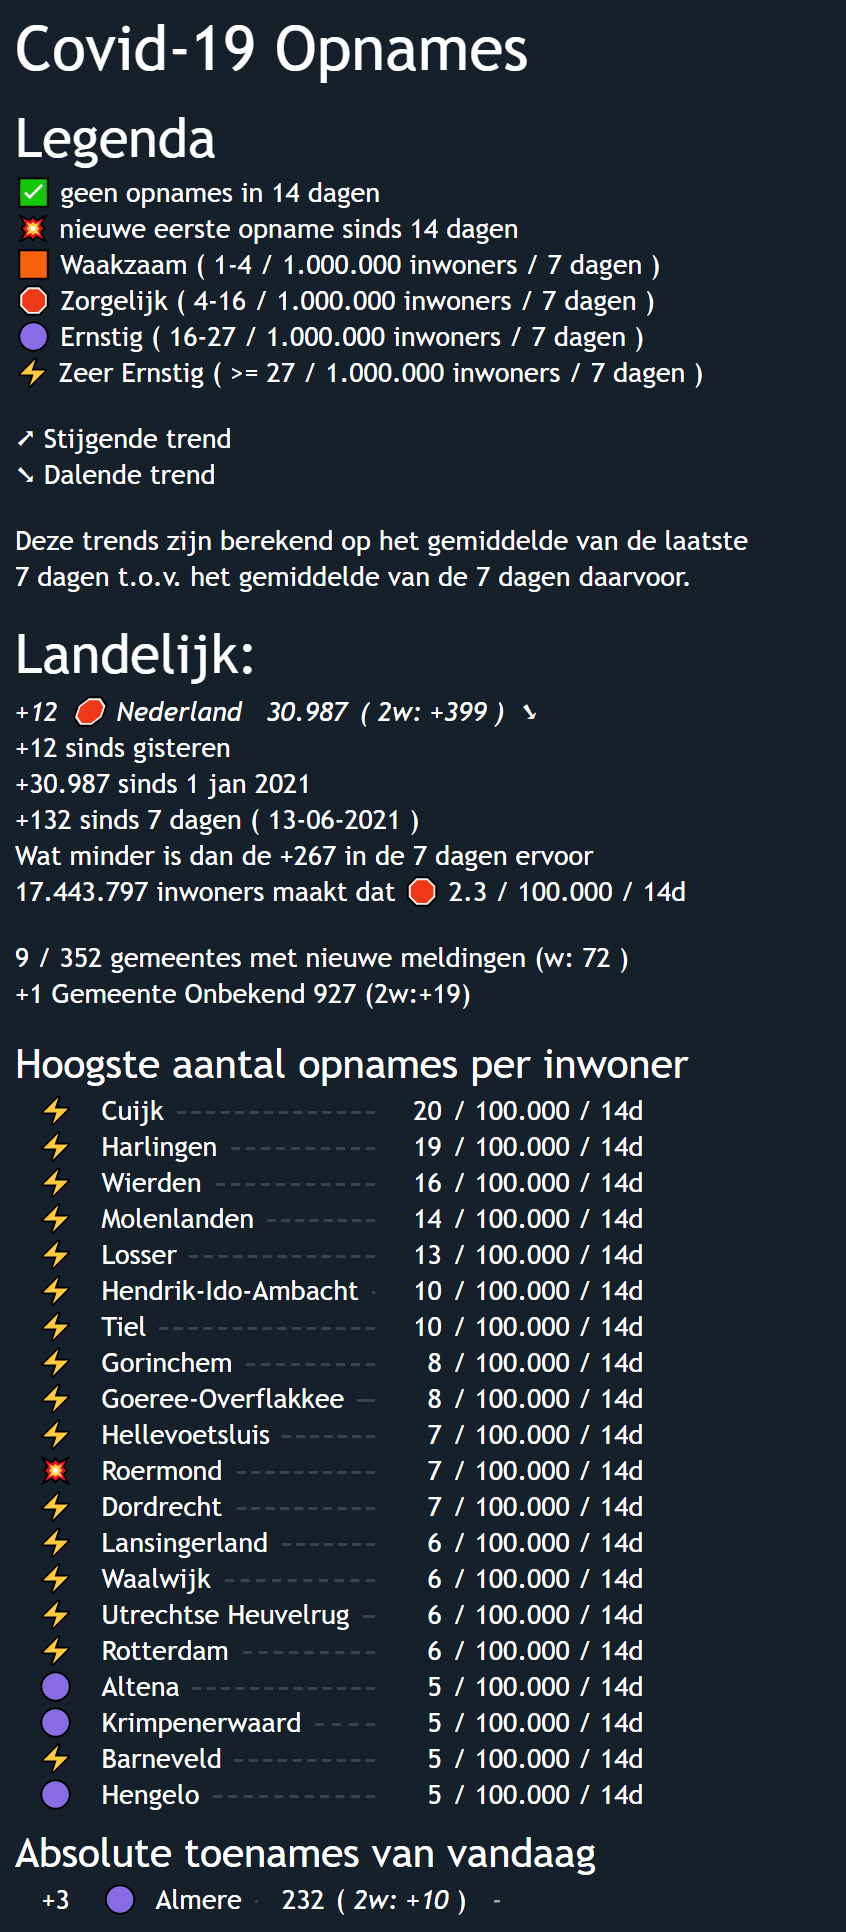 Covid-19 Opnames
Legenda
✅ geen opnames in 14 dagen
💥 nieuwe eerste opname sinds 14 dagen
🟧 Waakzaam ( 1-4 / 1.000.000 inwoners / 7 dagen )
🛑 Zorgelijk ( 4-16 / 1.000.000 inwoners / 7 dagen )
🟣 Ernstig ( 16-27 / 1.000.000 inwoners / 7 dagen )
⚡ Zeer Ernstig ( >= 27 / 1.000.000 inwoners / 7 dagen )
➚ Stijgende trend
➘ Dalende trend
Deze trends zijn berekend op het gemiddelde van de laatste
7 dagen t.o.v. het gemiddelde van de 7 dagen daarvoor.
Landelijk:
+12 🛑 Nederland 30.987 ( 2w: +399 ) ➘
+12 sinds gisteren
+30.987 sinds 1 jan 2021
+132 sinds 7 dagen ( 13-06-2021 )
Wat minder is dan de +267 in de 7 dagen ervoor
17.443.797 inwoners maakt dat 🛑 2.3 / 100.000 / 14d
9 / 352 gemeentes met nieuwe meldingen (w: 72 )
+1 Gemeente Onbekend 927 (2w:+19)
Hoogste aantal opnames per inwoner
⚡ Cuijk 20 / 100.000 / 14d
⚡ Harlingen 19 / 100.000 / 14d
⚡ Wierden 16 / 100.000 / 14d
⚡ Molenlanden 14 / 100.000 / 14d
⚡ Losser 13 / 100.000 / 14d
⚡ Hendrik-Ido-Ambacht 10 / 100.000 / 14d
⚡ Tiel 10 / 100.000 / 14d
⚡ Gorinchem 8 / 100.000 / 14d
⚡ Goeree-Overflakkee 8 / 100.000 / 14d
⚡ Hellevoetsluis 7 / 100.000 / 14d
💥 Roermond 7 / 100.000 / 14d
⚡ Dordrecht 7 / 100.000 / 14d
⚡ Lansingerland 6 / 100.000 / 14d
⚡ Waalwijk 6 / 100.000 / 14d
⚡ Utrechtse Heuvelrug 6 / 100.000 / 14d
⚡ Rotterdam 6 / 100.000 / 14d
🟣 Altena 5 / 100.000 / 14d
🟣 Krimpenerwaard 5 / 100.000 / 14d
⚡ Barneveld 5 / 100.000 / 14d
🟣 Hengelo 5 / 100.000 / 14d
Absolute toenames van vandaag
+3 🟣 Almere 232 ( 2w: +10 ) -